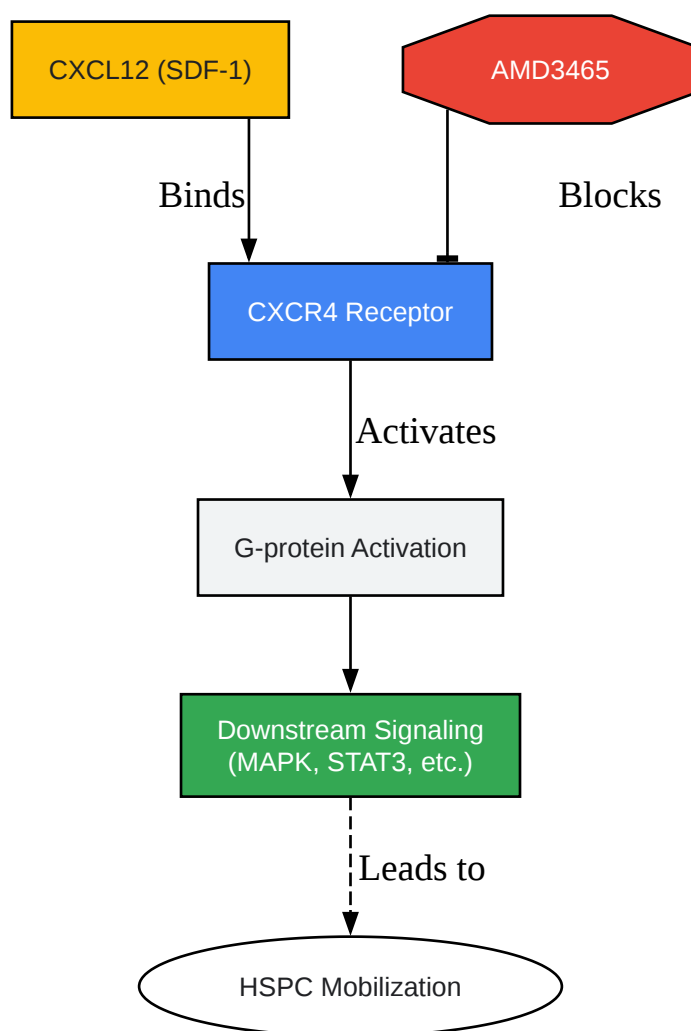 CXCL12 (SDF-1)
AMD3465
Binds
Blocks
CXCR4 Receptor
Activates
G-protein Activation
Downstream Signaling
(MAPK, STAT3, etc.)
Leads to
HSPC Mobilization